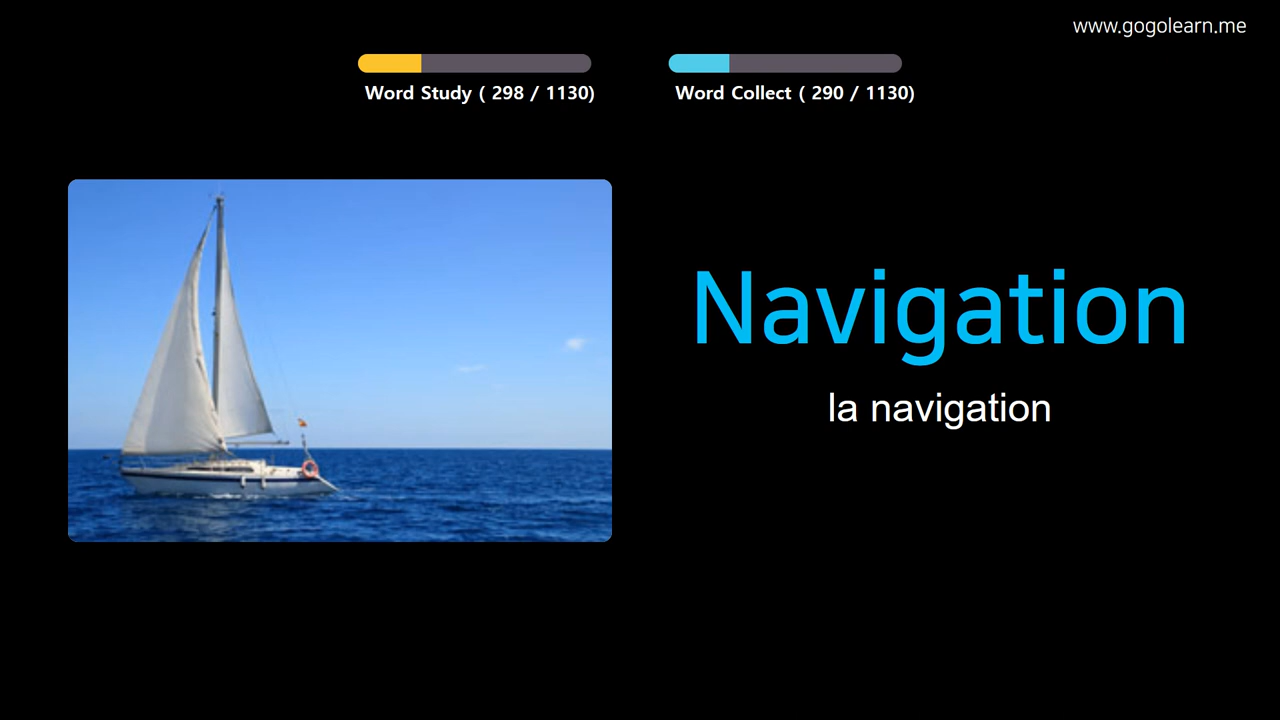 www.gogolearn.me
Word Study ( 298 / 1130)
Word Collect ( 290 / 1130)
Navigation
la navigation